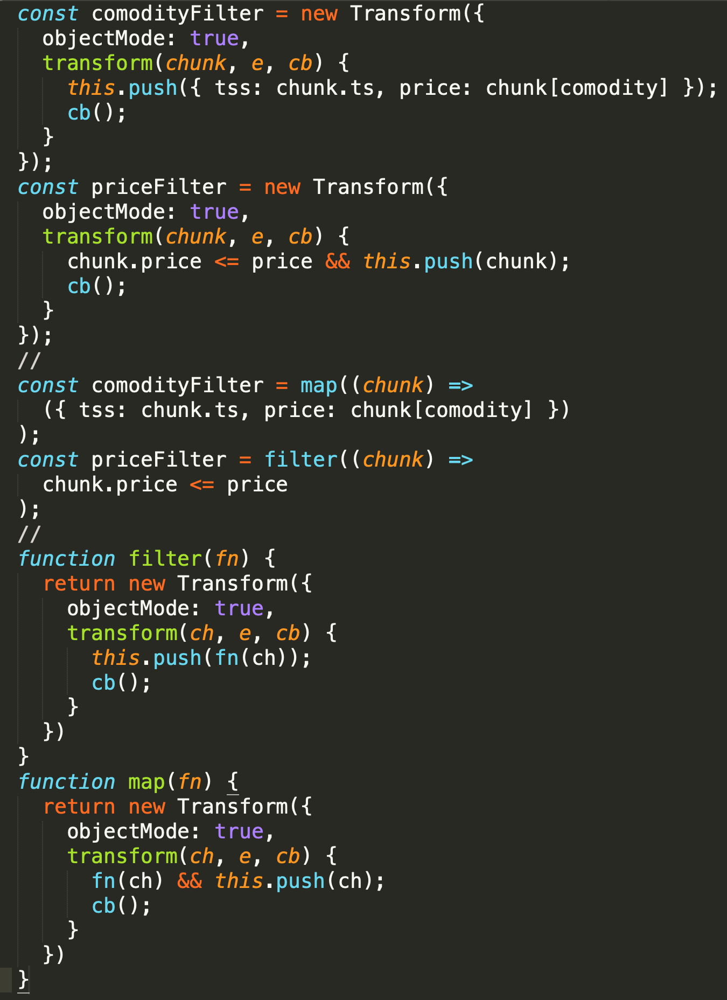 const comodityFilter = new Transform({
  objectMode: true,
  transform(chunk, e, cb) {
    this.push({ tss: chunk.ts, price: chunk[comodity] });
    cb();
  }
});
const priceFilter = new Transform({
  objectMode: true,
  transform(chunk, e, cb) {
    chunk.price <= price && this.push(chunk);
    cb();
  }
});
//
const comodityFilter = map((chunk) =>
  ({ tss: chunk.ts, price: chunk[comodity] })
);
const priceFilter = filter((chunk) =>
  chunk.price <= price
);
//
function filter(fn) {
  return new Transform({
    objectMode: true,
    transform(ch, e, cb) {
      this.push(fn(ch));
      cb();
    }
  })
}
function map(fn) {
  return new Transform({
    objectMode: true,
    transform(ch, e, cb) {
      fn(ch) && this.push(ch);
      cb();
    }
  })
}